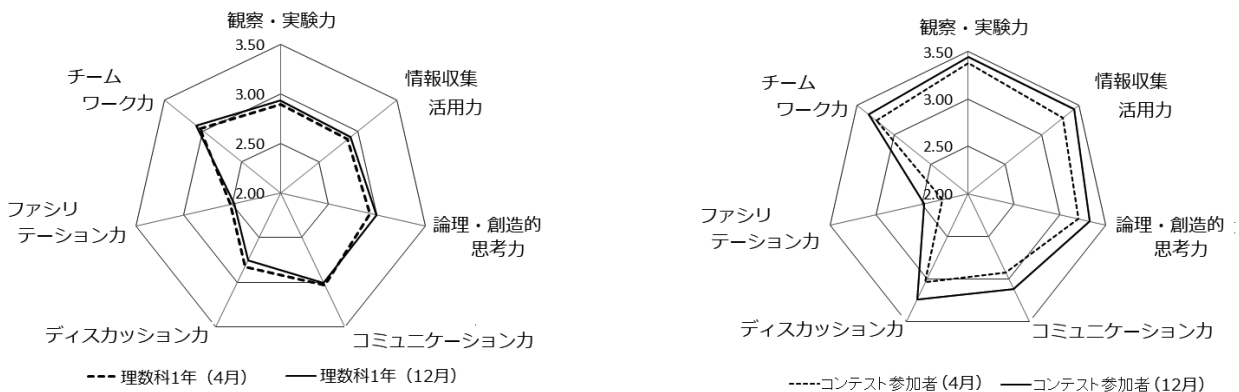 観察・実験力
3.50
チーム
ワーク力
3.00
情報収集
活用力
2.50
2.00
ファシリ
テーション力
論理・創造的
思考力
ディスカッション力
コミュニケーション力
理数科1年（4月）
理数科1年（12月）
観察・実験力
3.50
チーム
ワーク力
3.00
情報収集
活用力
2.50
2.00
ファシリ
テーション力
論理・創造的
思考力
ディスカッション力
コミュニケーション力
コンテスト参加者（4月）
コンテスト参加者（12月）